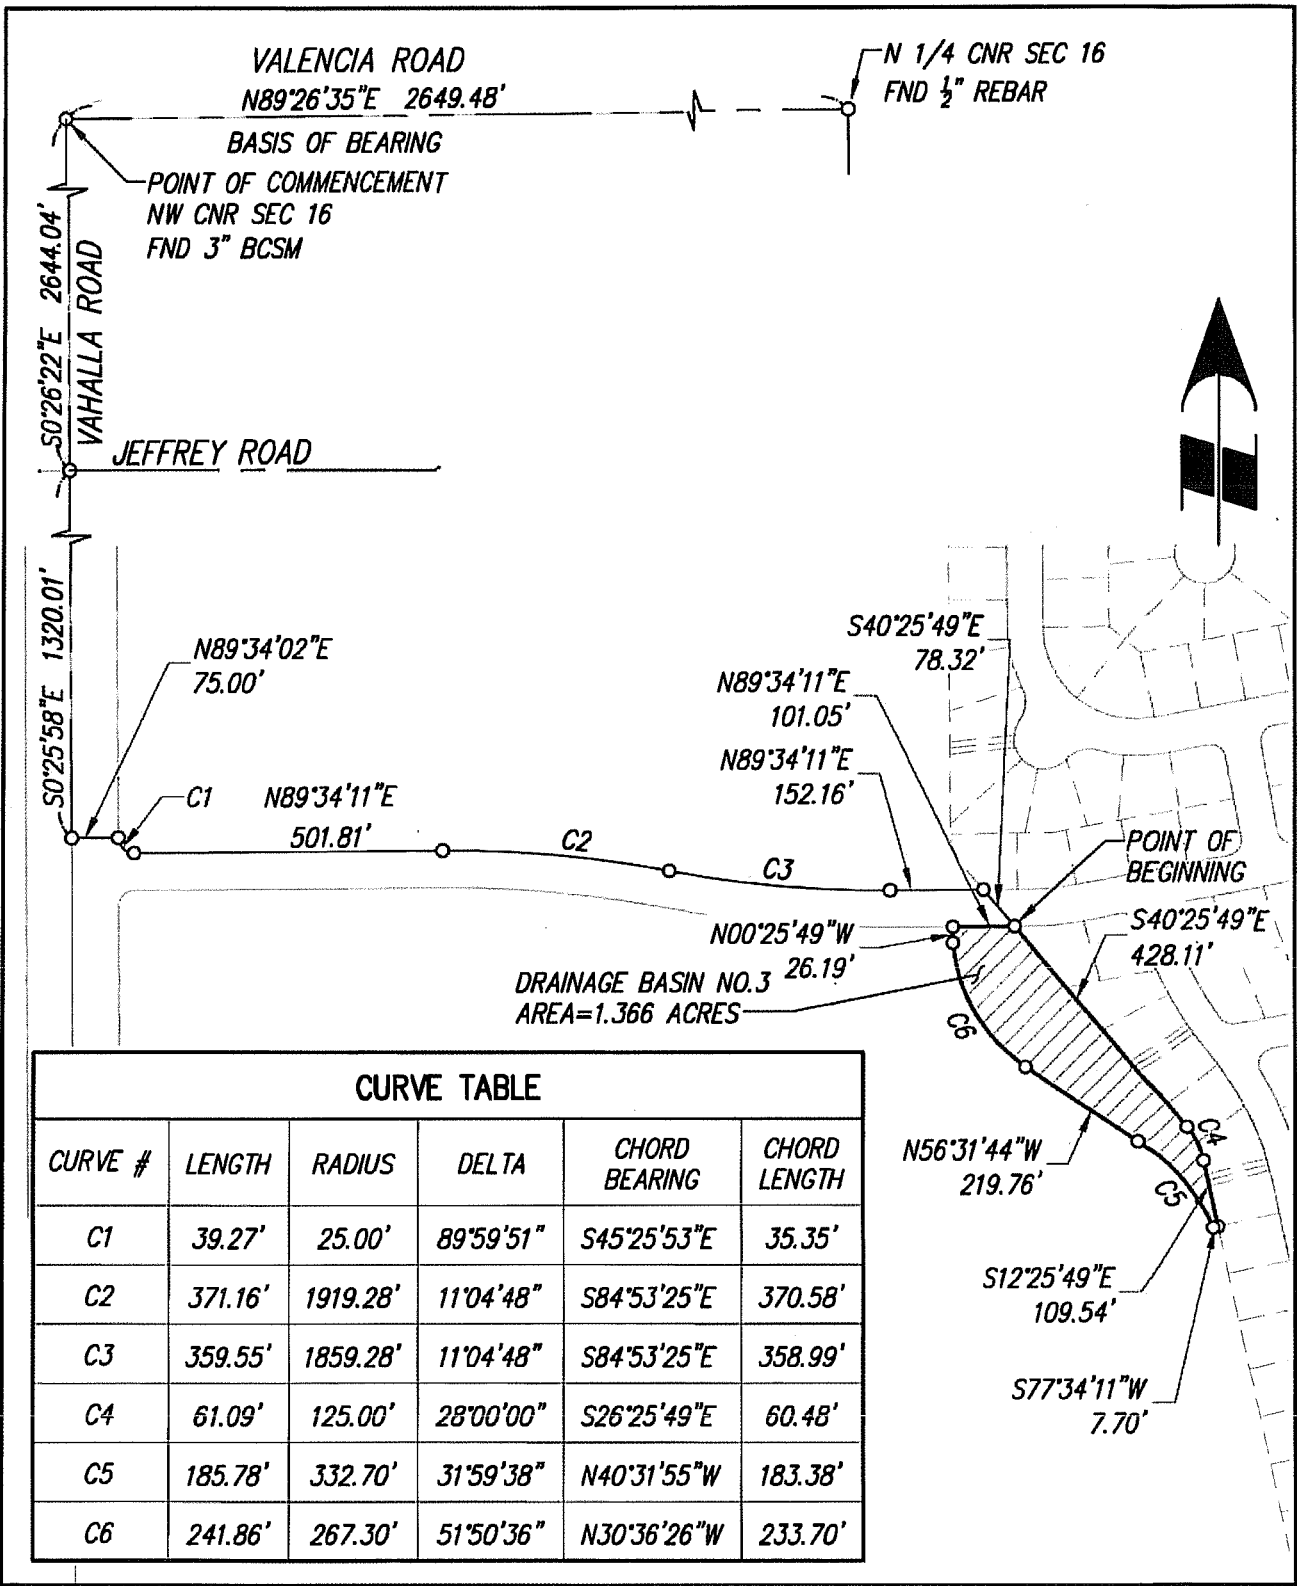 VALENCIA ROAD
N89°26'35"E 2649.48'
BASIS OF BEARING
N 1/4 CNR SEC 16
FND ½" REBAR
POINT OF COMMENCEMENT
NW CNR SEC 16
FND 3" BCSM
S0°26'22"E 2644.04'
VAHALLA ROAD
JEFFREY ROAD
S0°25'58"E 1320.01'
N89°34'02"E
75.00'
C1
N89°34'11"E
501.81'
C2
C3
S40°25'49"E
78.32'
N89°34'11"E
101.05'
N89°34'11"E
152.16'
POINT OF
BEGINNING
N00°25'49"W
26.19'
S40°25'49"E
428.11'
DRAINAGE BASIN NO.3
AREA=1.366 ACRES
C6
C4
N56°31'44"W
219.76'
C5
S12°25'49"E
109.54'
S77°34'11"W
7.70'
CURVE TABLE
CURVE # LENGTH RADIUS DELTA CHORD BEARING CHORD LENGTH
C1 39.27' 25.00' 89°59'51" S45°25'53"E 35.35'
C2 371.16' 1919.28' 11°04'48" S84°53'25"E 370.58'
C3 359.55' 1859.28' 11°04'48" S84°53'25"E 358.99'
C4 61.09' 125.00' 28°00'00" S26°25'49"E 60.48'
C5 185.78' 332.70' 31°59'38" N40°31'55"W 183.38'
C6 241.86' 267.30' 51°50'36" N30°36'26"W 233.70'